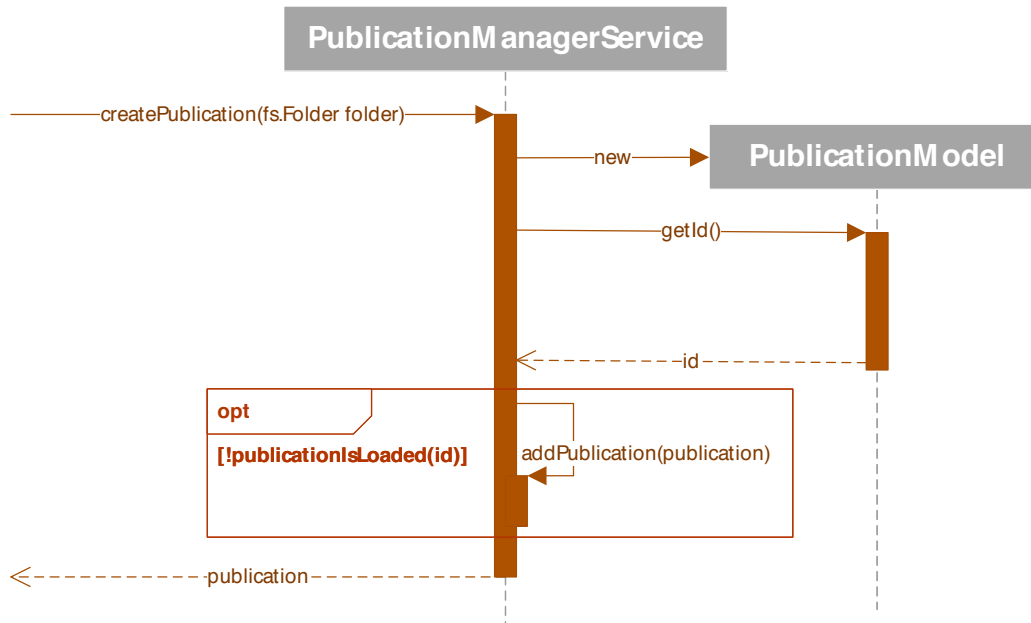 PublicationManagerService
createPublication(fs.Folder folder)
new
PublicationModel
getId()
id
opt
[!publicationIsLoaded(id)]
addPublication(publication)
publication